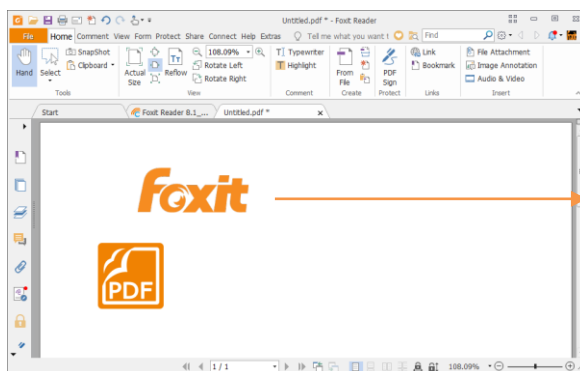 Untitled.pdf * - Foxit Reader
File Home Comment View Form Protect Share Connect Help Extras Tell me what you want t Find
Hand
Select
SnapShot
Clipboard
Tools
Actual Size
Reflow
108.09%
Rotate Left
Rotate Right
View
Typewriter
Highlight
Comment
From File
Create
PDF Sign
Protect
Link
Bookmark
Links
File Attachment
Image Annotation
Audio & Video
Insert
Start Foxit Reader 8.1_... Untitled.pdf * x
Foxit
PDF
1 / 1 108.09%